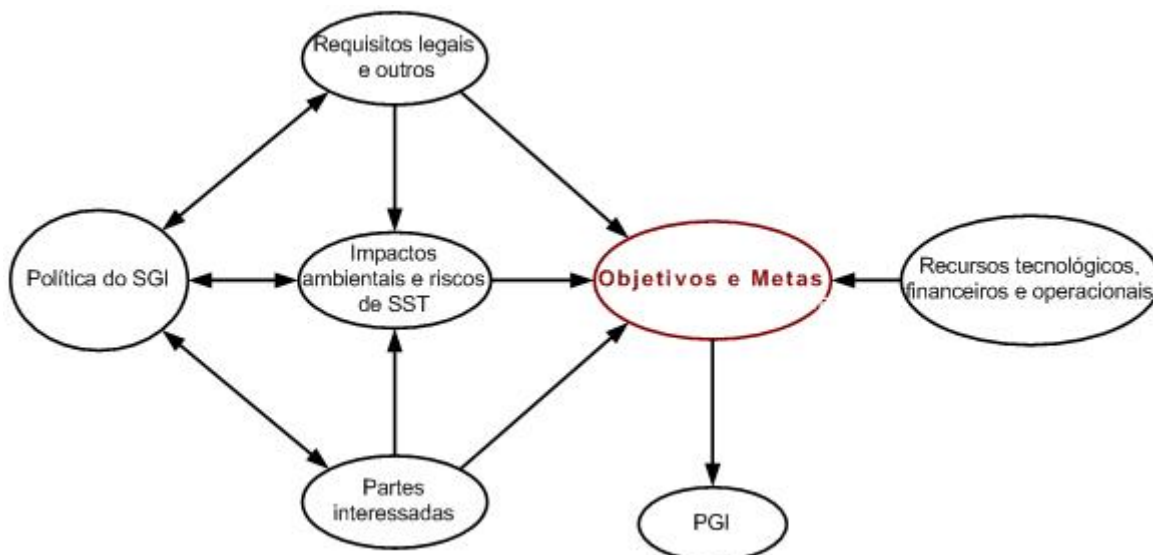 Requisitos legais
e outros
Política do SGI
Impactos
ambientais e riscos
de SST
Objetivos e Metas
Recursos tecnológicos,
financeiros e operacionais
Partes
interessadas
PGI